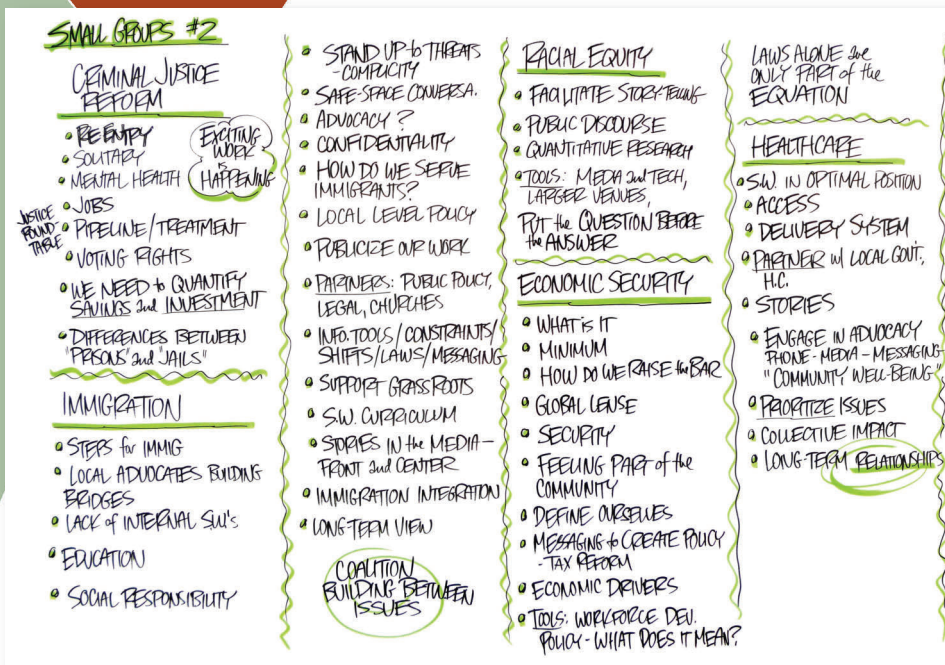 SMALL GROUPS #2
CRIMINAL JUSTICE
REFORM
• RE ENTRY
• SOLITARY
• MENTAL HEALTH
EXCITING
WORK
is
HAPPENING
• JOBS
JUSTICE
ROUND
TABLE
• PIPELINE/TREATMENT
• VOTING RIGHTS
• WE NEED to QUANTIFY
SAVINGS and INVESTMENT
• DIFFERENCES BETWEEN
"PRISONS" and "JAILS"
IMMIGRATION
• STEPS for IMMIG
• LOCAL ADVOCATES BUILDING
BRIDGES
• LACK of INTERNAL S.W.'s
• EDUCATION
• SOCIAL RESPONSIBILITY
• STAND UP to THREATS
- COMPLICITY
• SAFE-SPACE CONVERSA.
• ADVOCACY ?
• CONFIDENTIALITY
• HOW DO WE SERVE
IMMIGRANTS?
• LOCAL LEVEL POLICY
• PUBLICIZE OUR WORK
• PARTNERS: PUBLIC POLICY,
LEGAL, CHURCHES
• INFO. TOOLS/CONSTRAINTS/
SHIFTS/LAWS/MESSAGING
• SUPPORT GRASS ROOTS
• S.W. CURRICULUM
• STORIES IN the MEDIA -
FRONT and CENTER
• IMMIGRATION INTEGRATION
• LONG-TERM VIEW
COALITION
BUILDING BETWEEN
ISSUES
RACIAL EQUITY
• FACILITATE STORY TELLING
• PUBLIC DISCOURSE
• QUANTITATIVE RESEARCH
• TOOLS: MEDIA and TECH,
LARGER VENUES,
PUT the QUESTION BEFORE
the ANSWER
ECONOMIC SECURITY
• WHAT is IT
• MINIMUM
• HOW DO WE RAISE the BAR
• GLOBAL LENSE
• SECURITY
• FEELING PART of the
COMMUNITY
• DEFINE OURSELVES
• MESSAGING to CREATE POLICY
- TAX REFORM
• ECONOMIC DRIVERS
• TOOLS: WORKFORCE DEV.
POLICY - WHAT DOES IT MEAN?
LAWS ALONE are
ONLY PART of the
EQUATION
HEALTHCARE
• S.W. IN OPTIMAL POSITION
• ACCESS
• DELIVERY SYSTEM
• PARTNER w/ LOCAL GOVT.,
H.C.
• STORIES
• ENGAGE IN ADVOCACY
PHONE - MEDIA - MESSAGING
"COMMUNITY WELL-BEING"
• PRIORITIZE ISSUES
• COLLECTIVE IMPACT
• LONG-TERM RELATIONSHIPS